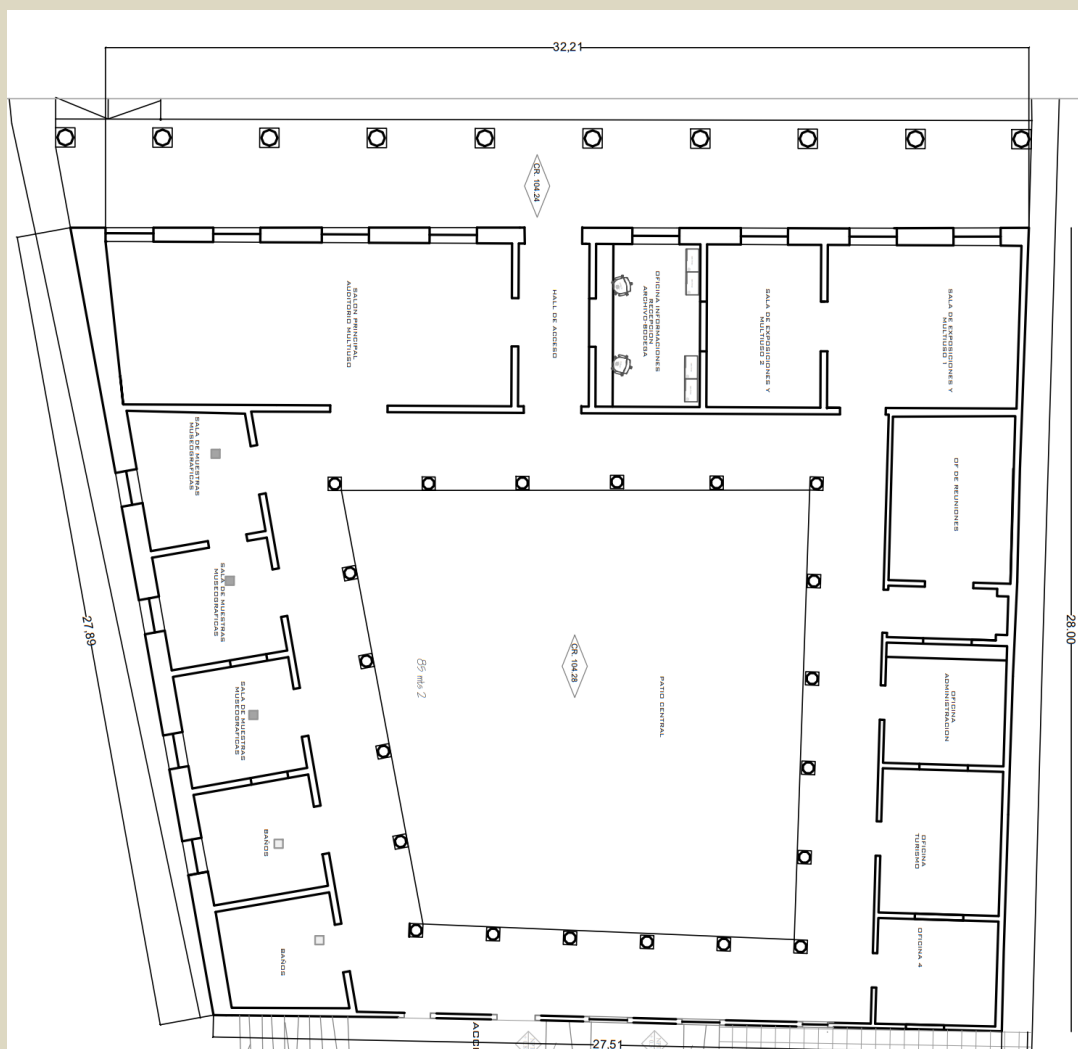 32,21
CR. 104.24
SALON PRINCIPAL
AUDITORIO MULTIUSO
HALL DE ACCESO
OFICINA INFORMACIONES
RECEPCION
ARCHIVO-BODEGA
SALA DE EXPOSICIONES Y
MULTIUSO 2
SALA DE EXPOSICIONES Y
MULTIUSO 1
SALA DE MUESTRAS
MUSEOGRAFICAS
OF DE REUNIONES
SALA DE MUESTRAS
MUSEOGRAFICAS
27,89
28.00
CR. 104.28
85 mts 2
PATIO CENTRAL
SALA DE MUESTRAS
MUSEOGRAFICAS
OFICINA
ADMINISTRACION
BAÑOS
OFICINA
TURISMO
BAÑOS
OFICINA 4
27,51